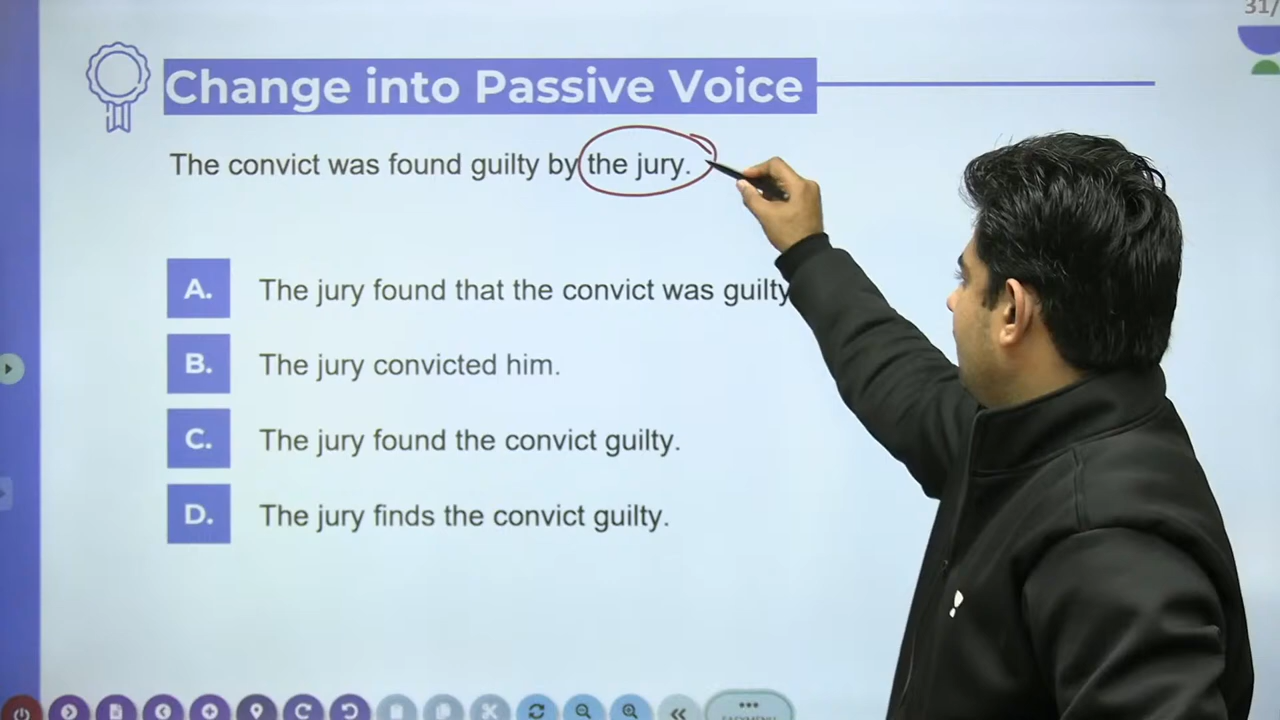 31/
Change into Passive Voice
The convict was found guilty by the jury.
A. The jury found that the convict was guilty
B. The jury convicted him.
C. The jury found the convict guilty.
D. The jury finds the convict guilty.